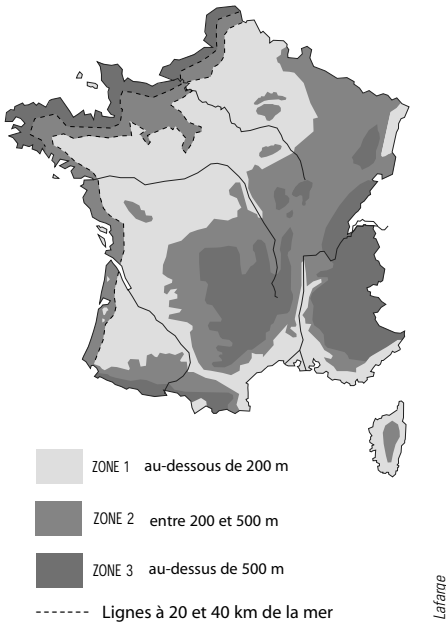 ZONE 1 au-dessous de 200 m
ZONE 2 entre 200 et 500 m
ZONE 3 au-dessus de 500 m
Lignes à 20 et 40 km de la mer
Lafarge